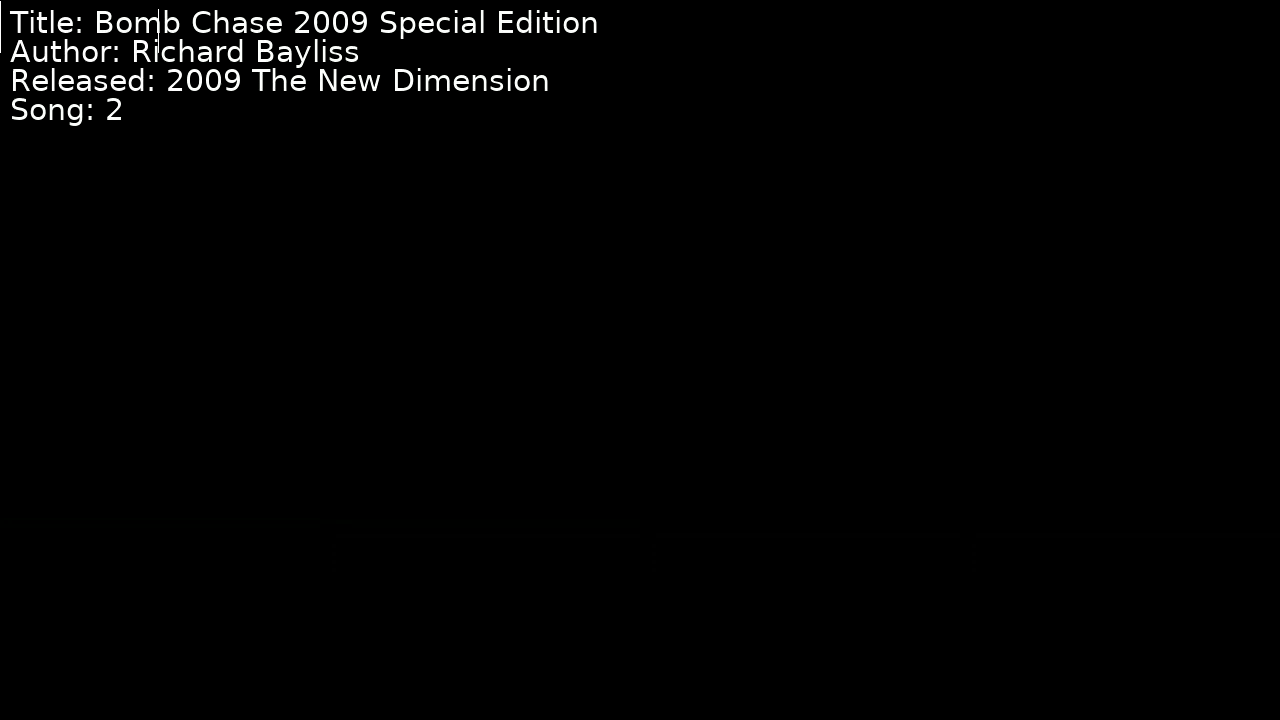 Title: Bomb Chase 2009 Special Edition
Author: Richard Bayliss
Released: 2009 The New Dimension
Song: 2